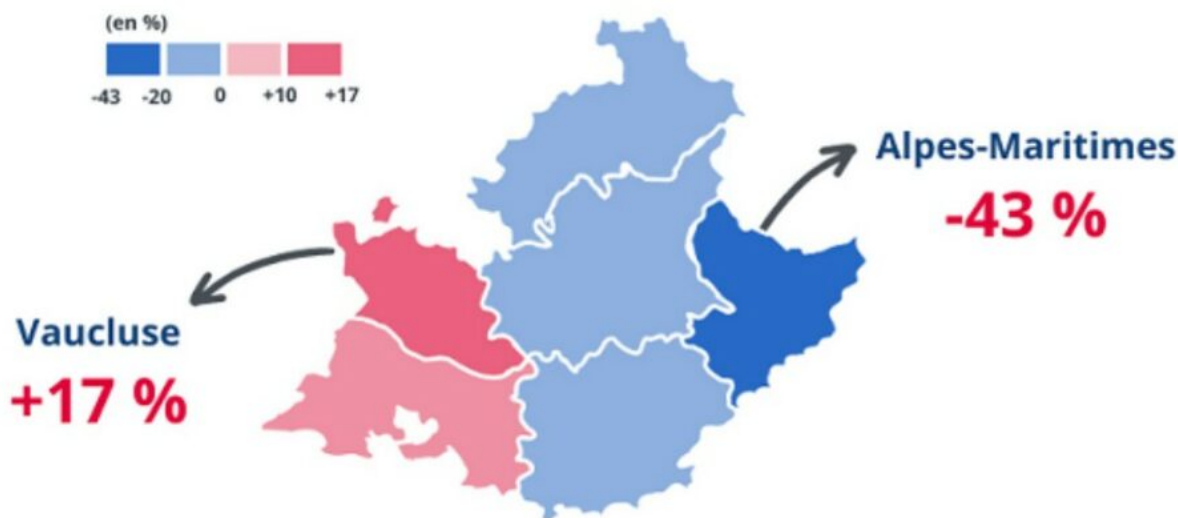 (en %)
-43 -20 0 +10 +17
Alpes-Maritimes
-43 %
Vaucluse
+17 %